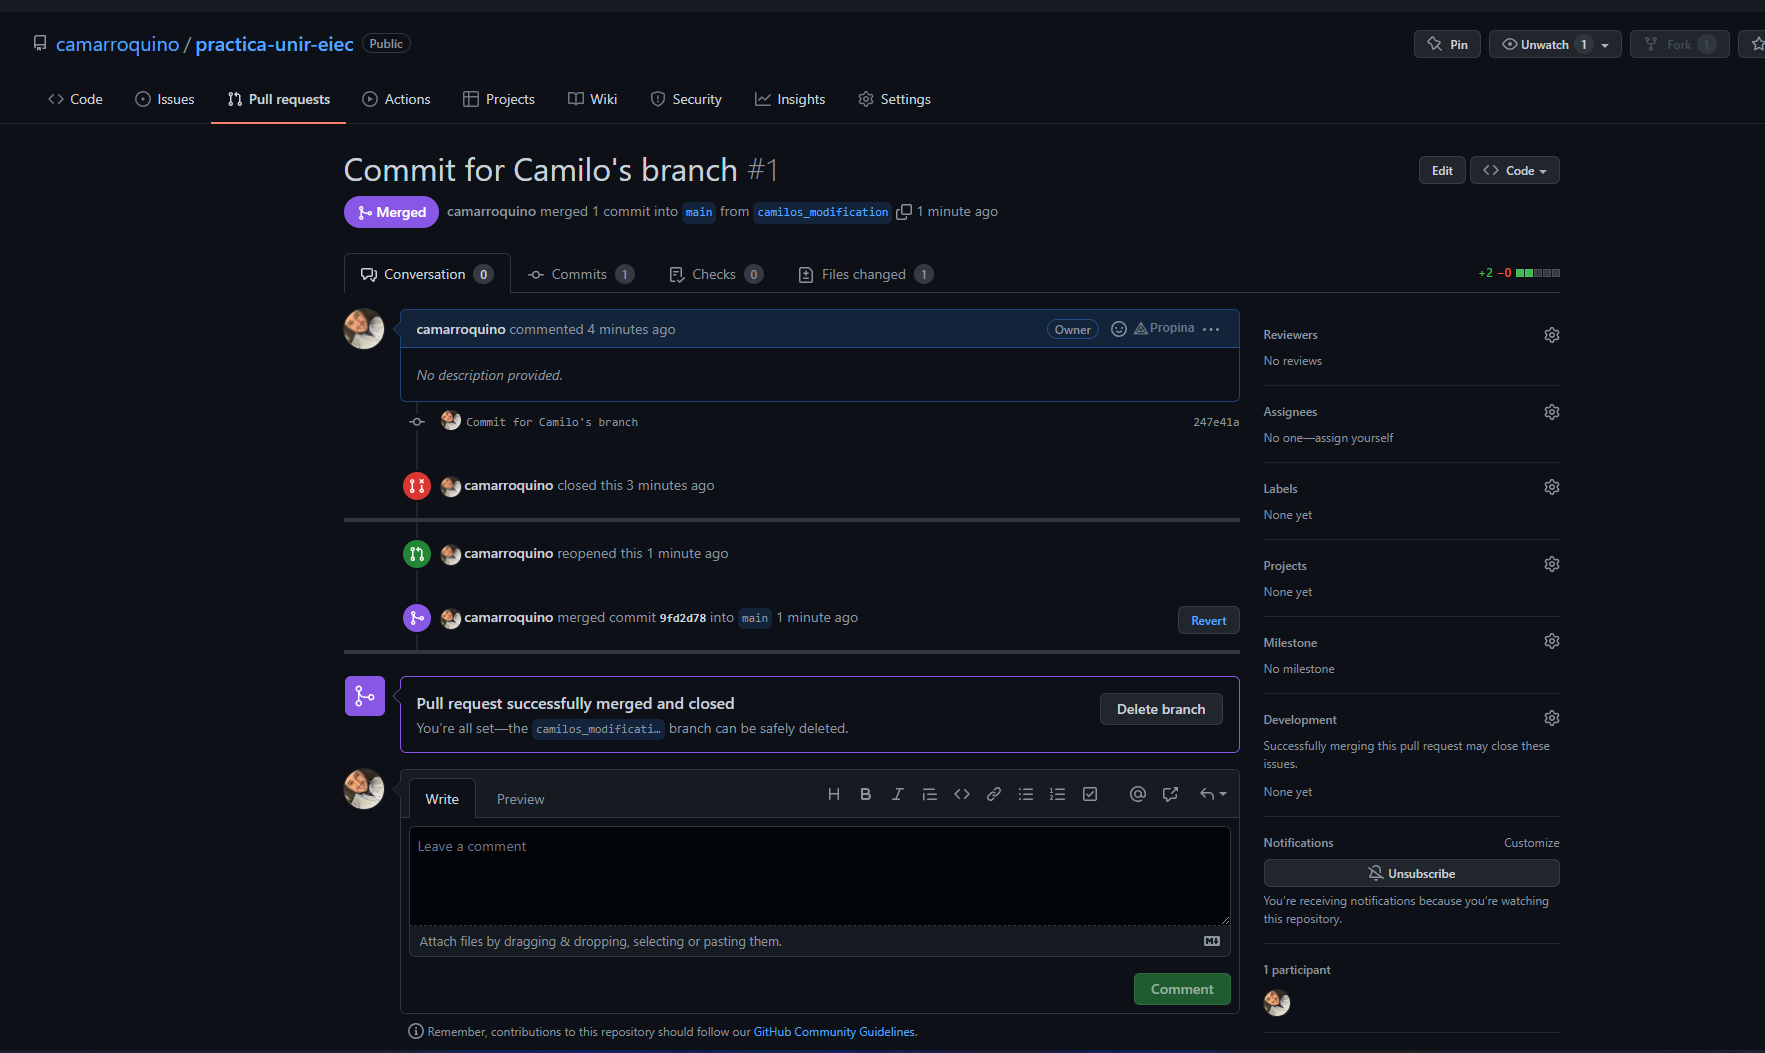 camarroquino / practica-unir-eiec Public
Pin Unwatch 1 Fork 1
Code Issues Pull requests Actions Projects Wiki Security Insights Settings
Commit for Camilo's branch #1
Edit Code
Merged camarroquino merged 1 commit into main from camilos_modification 1 minute ago
Conversation 0 Commits 1 Checks 0 Files changed 1
+2 −0
camarroquino commented 4 minutes ago Owner Propina ...
No description provided.
Commit for Camilo's branch 247e41a
camarroquino closed this 3 minutes ago
camarroquino reopened this 1 minute ago
camarroquino merged commit 9fd2d78 into main 1 minute ago Revert
Pull request successfully merged and closed
You're all set—the camilos_modificati… branch can be safely deleted.
Delete branch
Write Preview
Leave a comment
Attach files by dragging & dropping, selecting or pasting them.
Comment
Remember, contributions to this repository should follow our GitHub Community Guidelines.
Reviewers
No reviews
Assignees
No one—assign yourself
Labels
None yet
Projects
None yet
Milestone
No milestone
Development
Successfully merging this pull request may close these
issues.
None yet
Notifications Customize
Unsubscribe
You're receiving notifications because you're watching
this repository.
1 participant